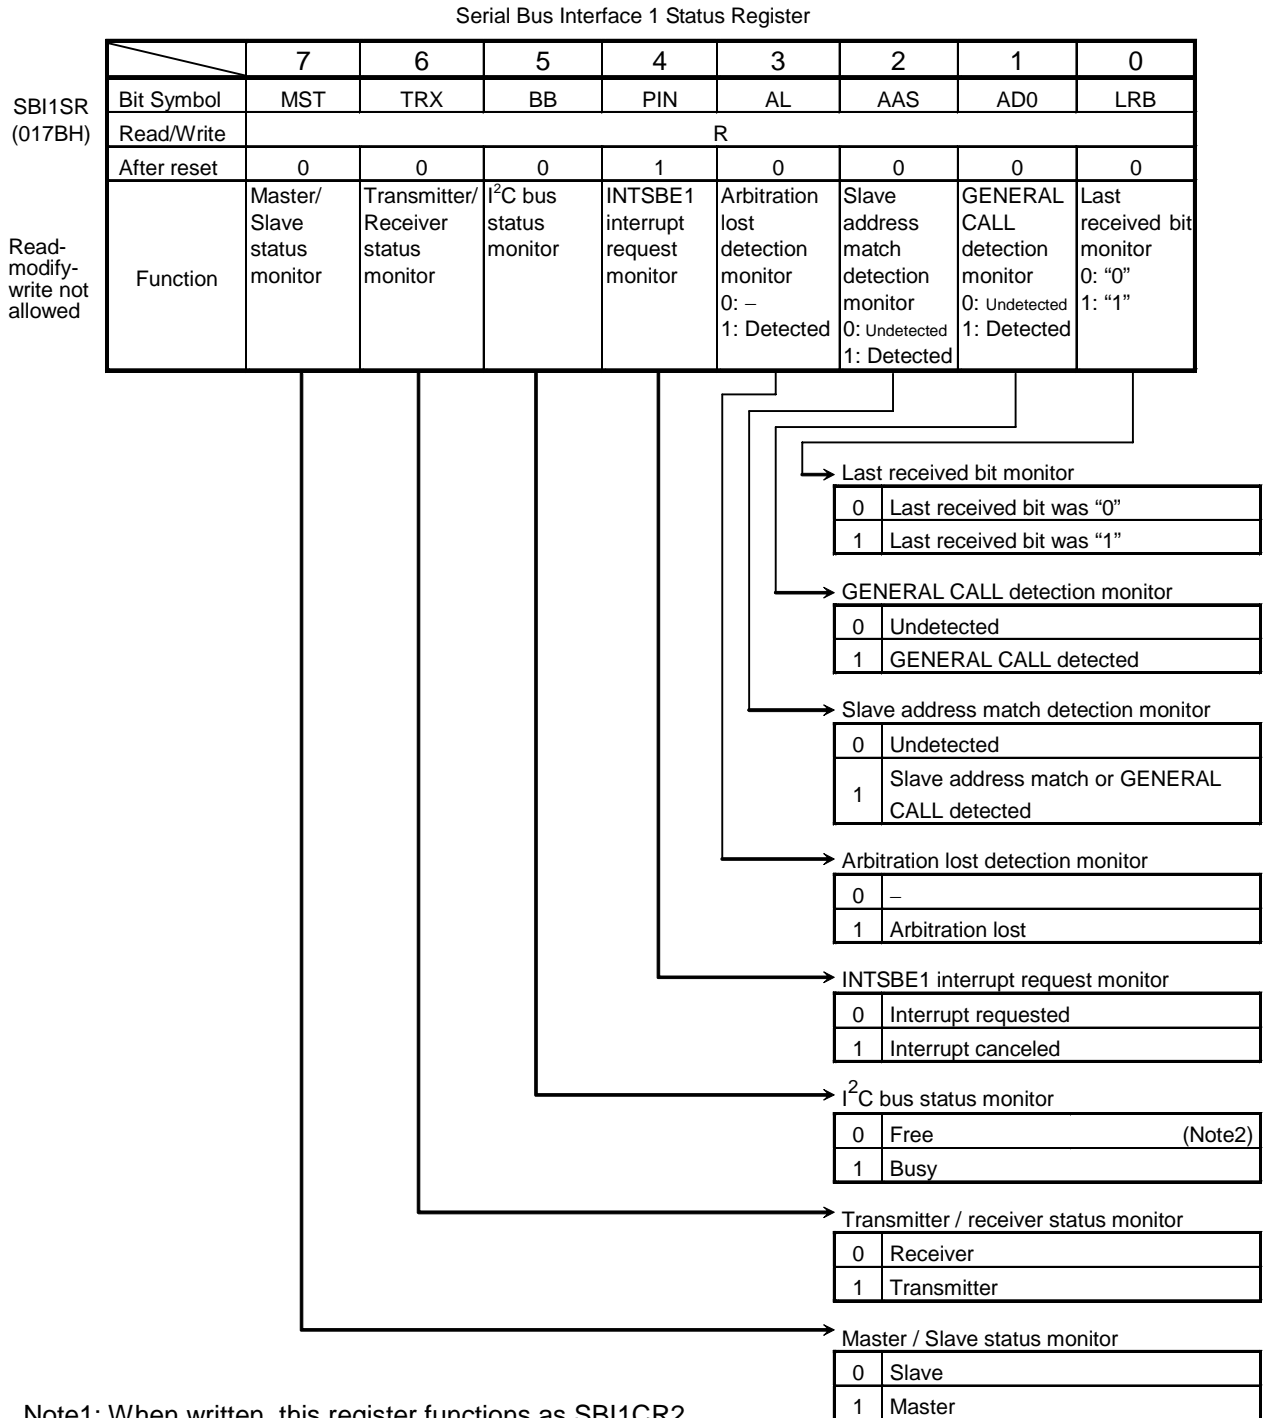 Serial Bus Interface 1 Status Register
7 6 5 4 3 2 1 0
SBI1SR
(017BH)
Bit Symbol MST TRX BB PIN AL AAS AD0 LRB
Read/Write R
After reset 0 0 0 1 0 0 0 0
Read-
modify-
write not
allowed
Function
Master/
Slave
status
monitor
Transmitter/
Receiver
status
monitor
I²C bus
status
monitor
INTSBE1
interrupt
request
monitor
Arbitration
lost
detection
monitor
0: –
1: Detected
Slave
address
match
detection
monitor
0: Undetected
1: Detected
GENERAL
CALL
detection
monitor
0: Undetected
1: Detected
Last
received bit
monitor
0: “0”
1: “1”
Last received bit monitor
0 Last received bit was “0”
1 Last received bit was “1”
GENERAL CALL detection monitor
0 Undetected
1 GENERAL CALL detected
Slave address match detection monitor
0 Undetected
1 Slave address match or GENERAL
CALL detected
Arbitration lost detection monitor
0 –
1 Arbitration lost
INTSBE1 interrupt request monitor
0 Interrupt requested
1 Interrupt canceled
I²C bus status monitor
0 Free (Note2)
1 Busy
Transmitter / receiver status monitor
0 Receiver
1 Transmitter
Master / Slave status monitor
0 Slave
1 Master
Note1: When written, this register functions as SBI1CR2